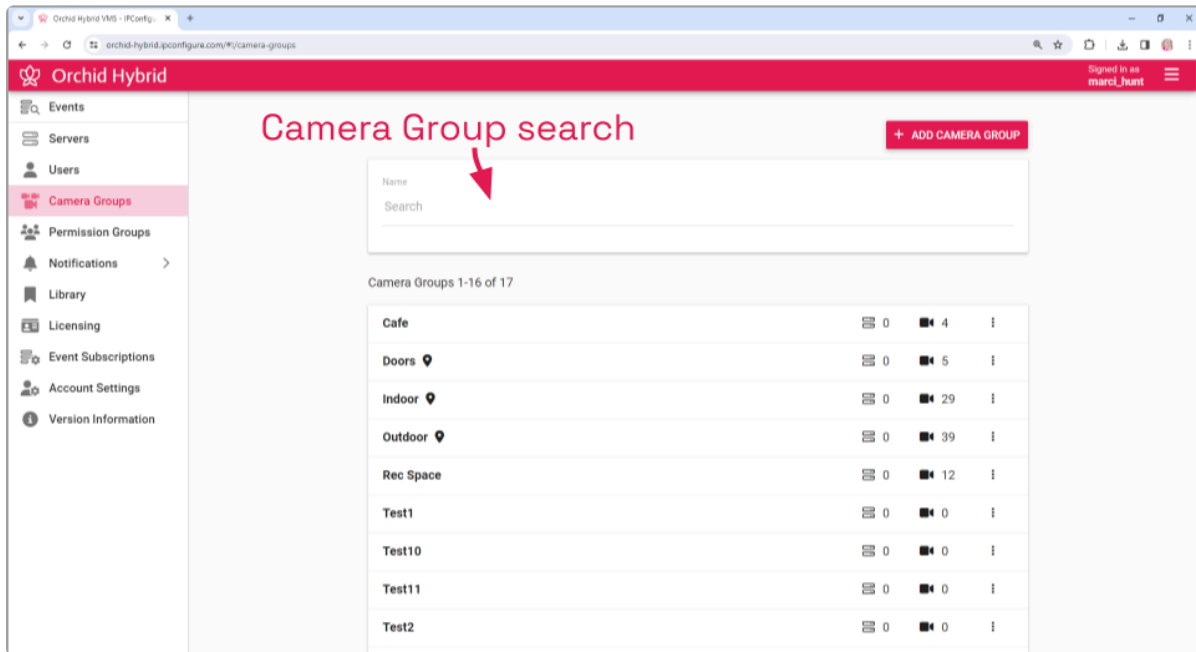 Orchid Hybrid VMS - IPConfig
orchid-hybrid.ipconfigure.com/#!/camera-groups
Orchid Hybrid
Signed in as
marci_hunt
Events
Servers
Users
Camera Groups
Permission Groups
Notifications
Library
Licensing
Event Subscriptions
Account Settings
Version Information
Camera Group search
+ ADD CAMERA GROUP
Name
Search
Camera Groups 1-16 of 17
Cafe 0 4
Doors 0 5
Indoor 0 29
Outdoor 0 39
Rec Space 0 12
Test1 0 0
Test10 0 0
Test11 0 0
Test2 0 0